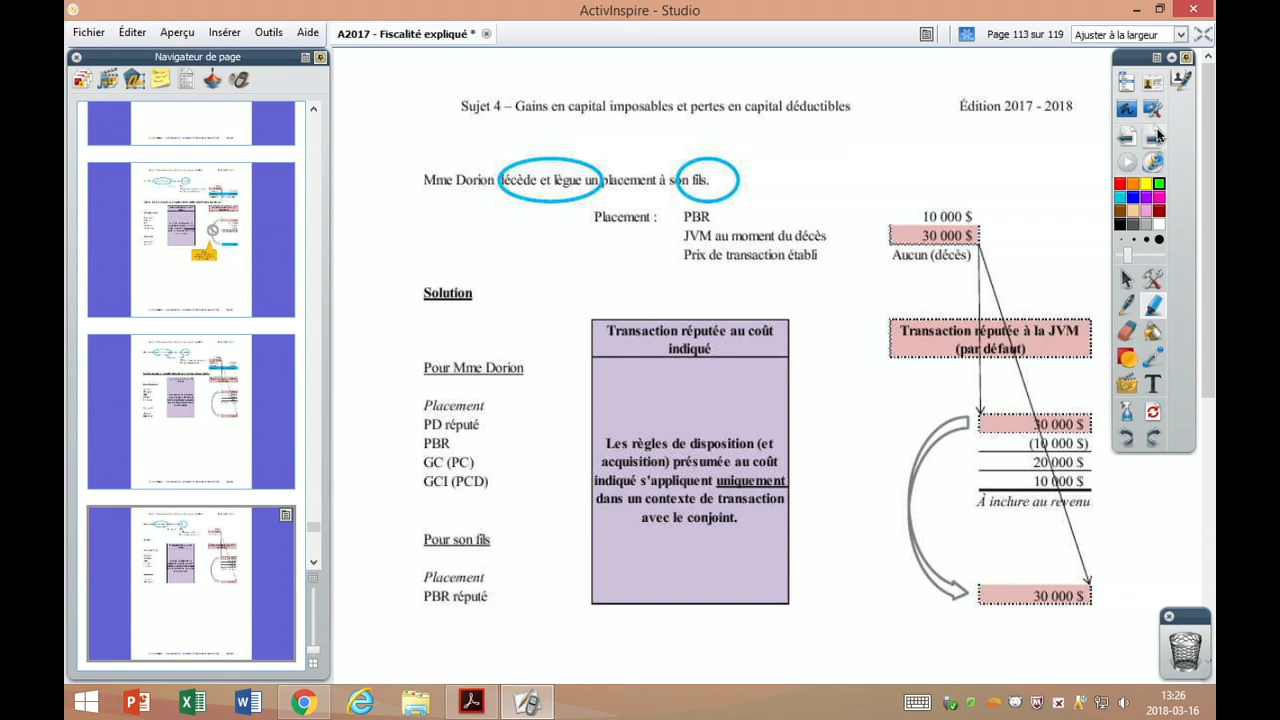 ActivInspire - Studio
Fichier Éditer Aperçu Insérer Outils Aide
A2017 - Fiscalité expliqué *
Page 113 sur 119
Ajuster à la largeur
Navigateur de page
Sujet 4 – Gains en capital imposables et pertes en capital déductibles
Édition 2017 - 2018
Mme Dorion décède et lègue un placement à son fils.
Placement : PBR 10 000 $
JVM au moment du décès 30 000 $
Prix de transaction établi Aucun (décès)
Solution
Transaction réputée au coût
indiqué
Transaction réputée à la JVM
(par défaut)
Pour Mme Dorion
Placement
PD réputé 30 000 $
PBR (10 000 $)
GC (PC) 20 000 $
GCI (PCD) 10 000 $
À inclure au revenu
Les règles de disposition (et
acquisition) présumée au coût
indiqué s'appliquent uniquement
dans un contexte de transaction
avec le conjoint.
Pour son fils
Placement
PBR réputé 30 000 $
13:26
2018-03-16